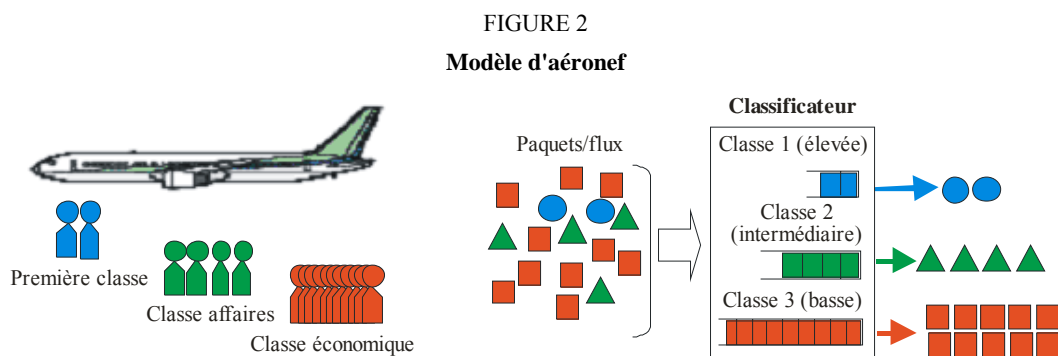 FIGURE 2
Modèle d'aéronef
Première classe
Classe affaires
Classe économique
Paquets/flux
Classificateur
Classe 1 (élevée)
Classe 2
(intermédiaire)
Classe 3 (basse)